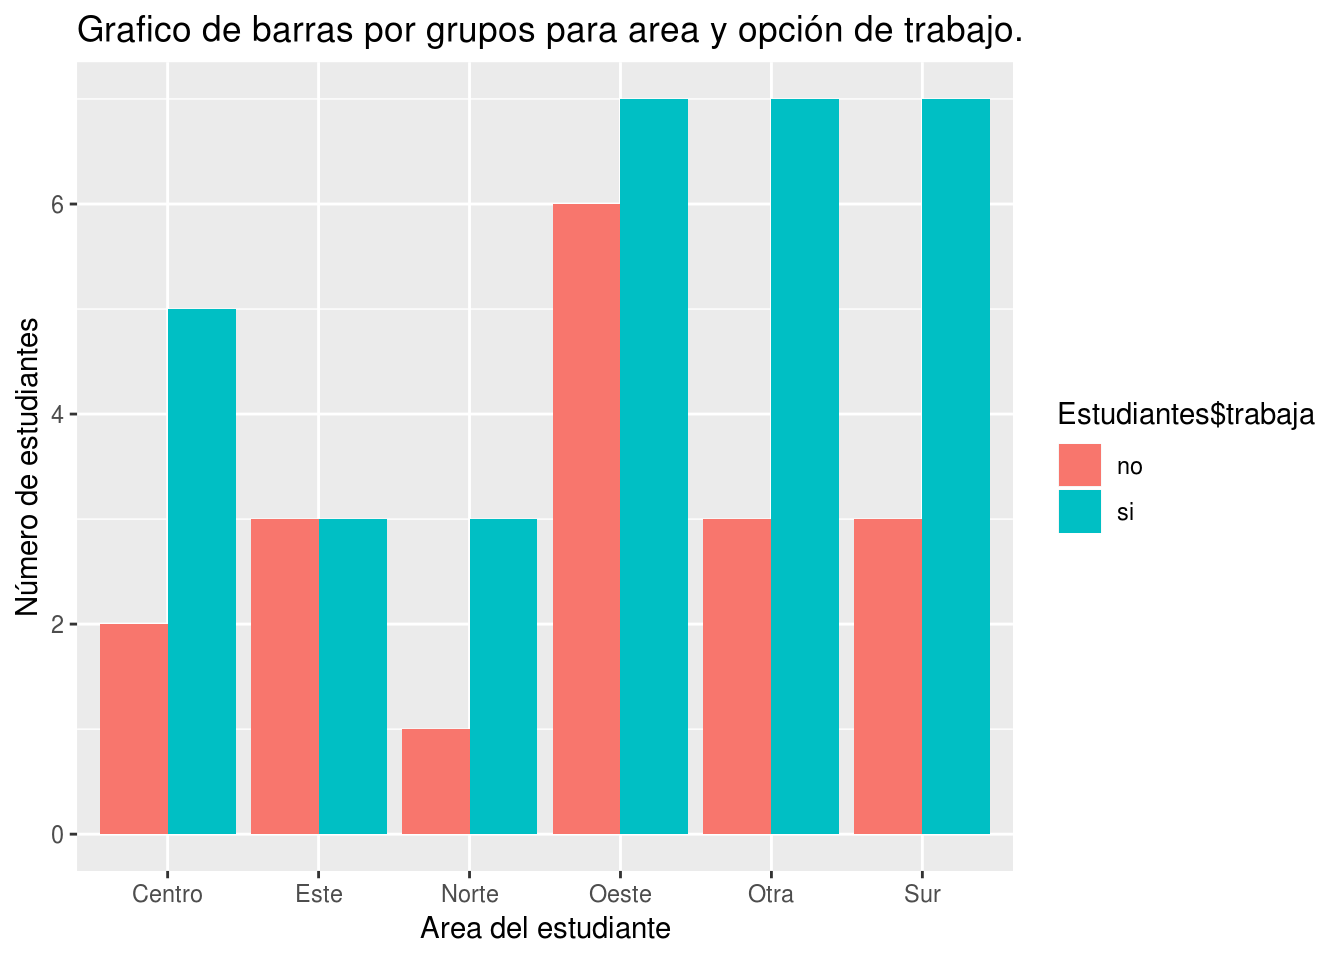 Grafico de barras por grupos para area y opción de trabajo.
Número de estudiantes
6
4
2
0
Centro Este Norte Oeste Otra Sur
Area del estudiante
Estudiantes$trabaja
no
si